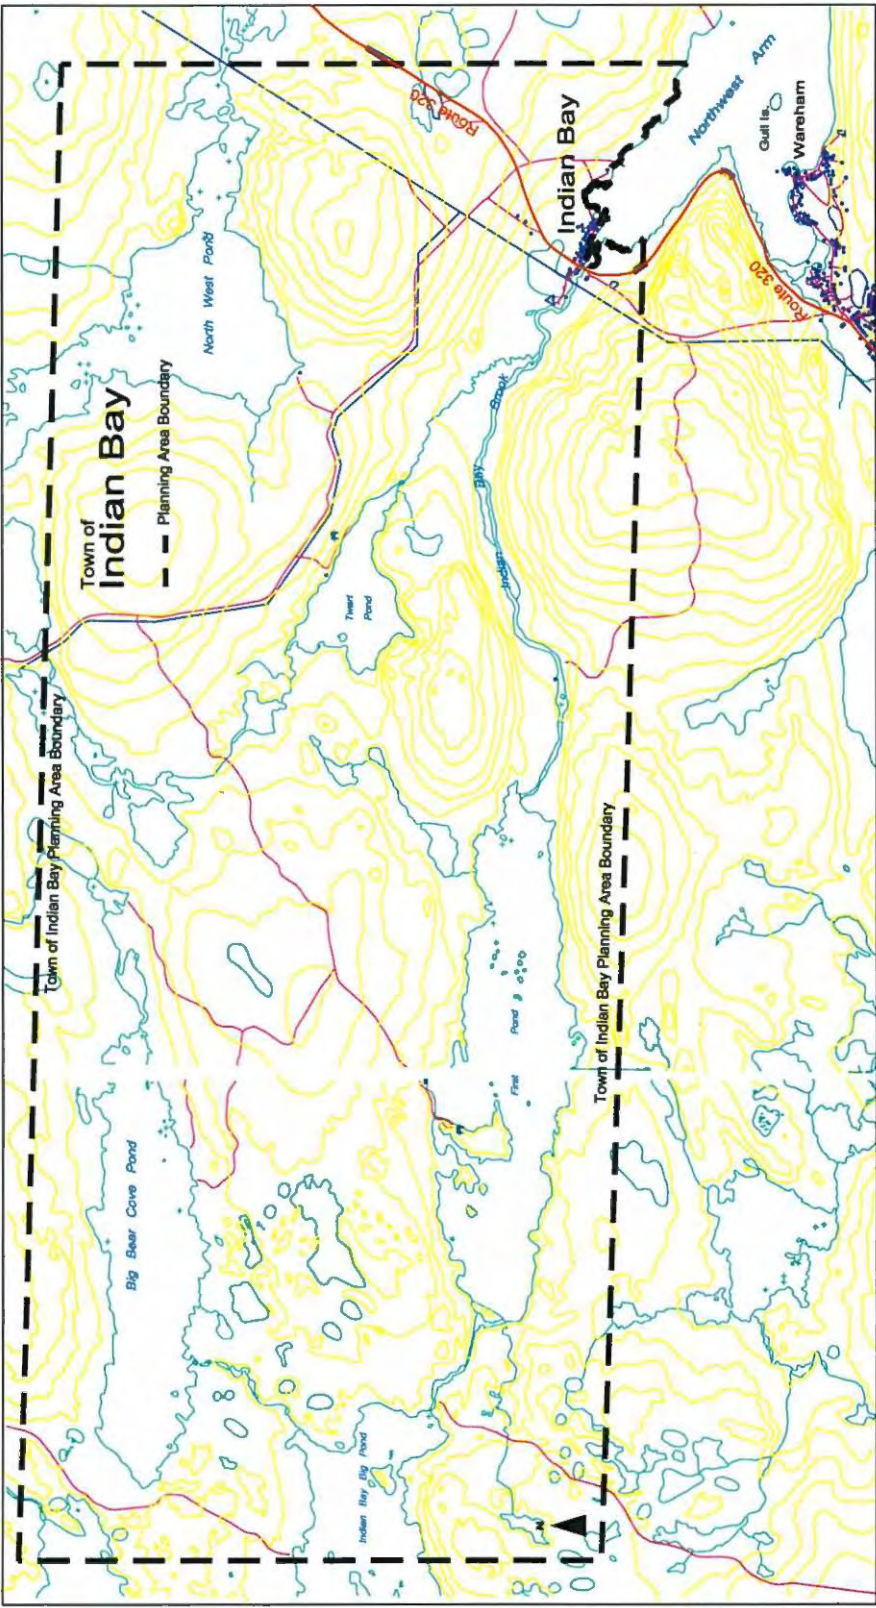 Town of
Indian Bay
Planning Area Boundary
Town of Indian Bay Planning Area Boundary
Town of Indian Bay Planning Area Boundary
Big Bear Cove Pond
North West Pond
Indian Bay Big Pond
First Pond
Indian Bay Brook
Indian Bay
Route 320
Route 320
Northwest Arm
Gull Is.
Wareham
N